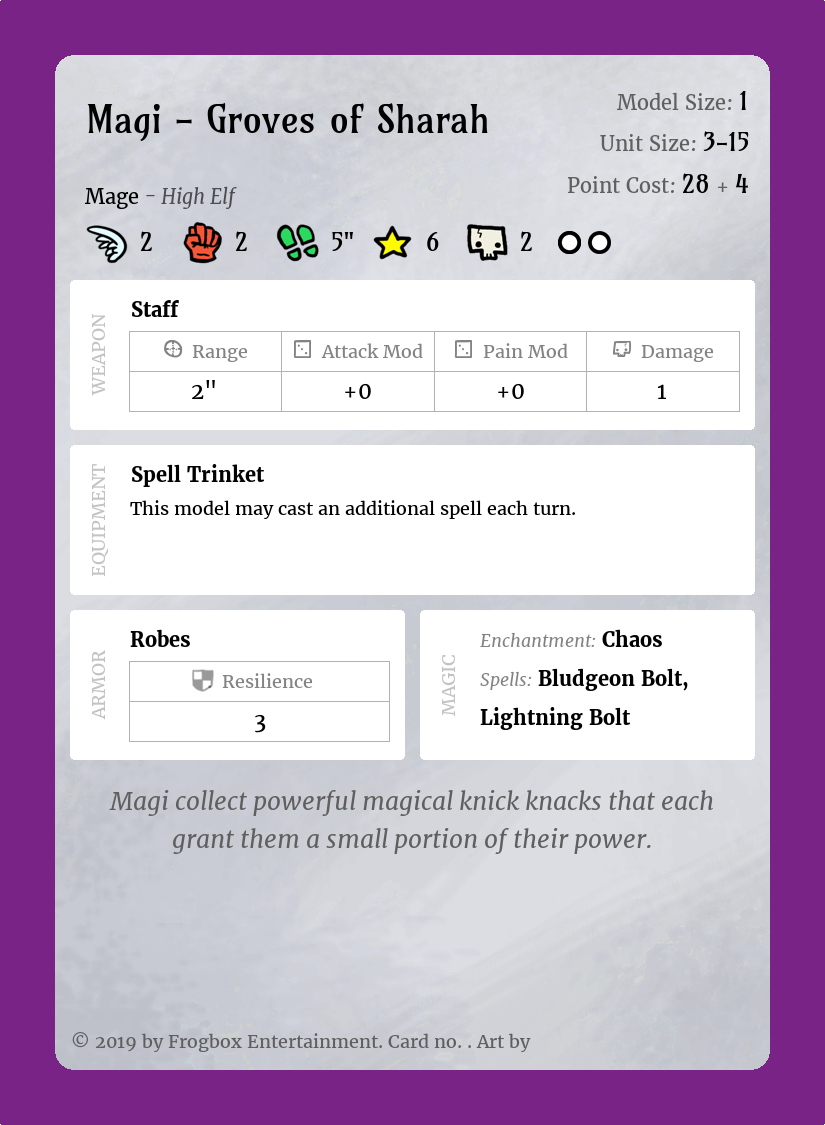 Magi – Groves of Sharah
Model Size: 1
Unit Size: 3–15
Point Cost: 28 + 4
Mage – High Elf
2 2 5" 6 2
WEAPON
Staff
Range Attack Mod Pain Mod Damage
2" +0 +0 1
EQUIPMENT
Spell Trinket
This model may cast an additional spell each turn.
ARMOR
Robes
Resilience
3
MAGIC
Enchantment: Chaos
Spells: Bludgeon Bolt,
Lightning Bolt
Magi collect powerful magical knick knacks that each
grant them a small portion of their power.
© 2019 by Frogbox Entertainment. Card no. . Art by